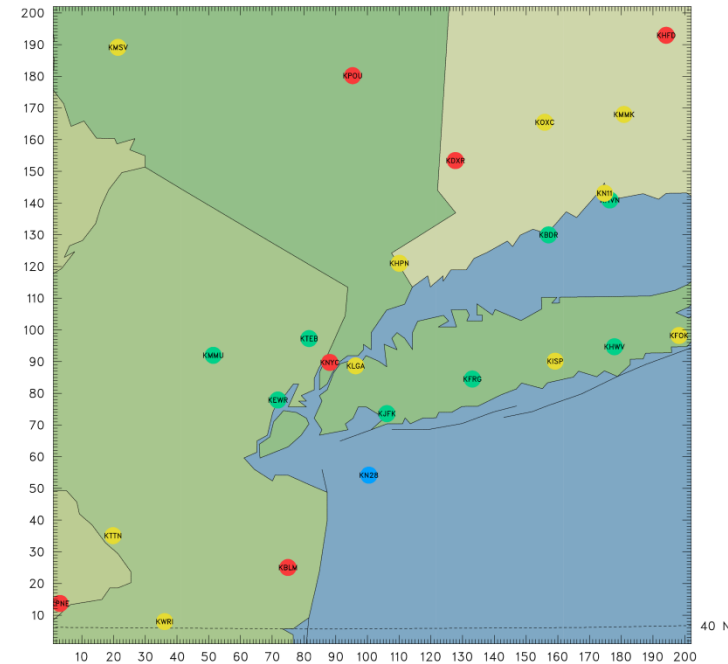 200
190
180
170
160
150
140
130
120
110
100
90
80
70
60
50
40
30
20
10
KMSV
KPOU
KHFD
KOXC
KMMK
KDXR
KN11
KBDR
KHPN
KTEB
KMMU
KNYC
KLGA
KISP
KHWV
KFOK
KEWR
KJFK
KFRG
KN28
KTTN
KBLM
PNE
KWRI
40 N
10 20 30 40 50 60 70 80 90 100 110 120 130 140 150 160 170 180 190 200